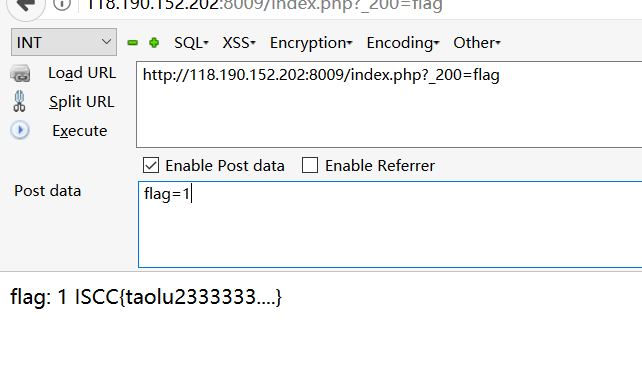 118.190.152.202:8009/index.php?_200=flag
INT SQL XSS Encryption Encoding Other
Load URL http://118.190.152.202:8009/index.php?_200=flag
Split URL
Execute
Enable Post data Enable Referrer
Post data flag=1
flag: 1 ISCC{taolu2333333....}